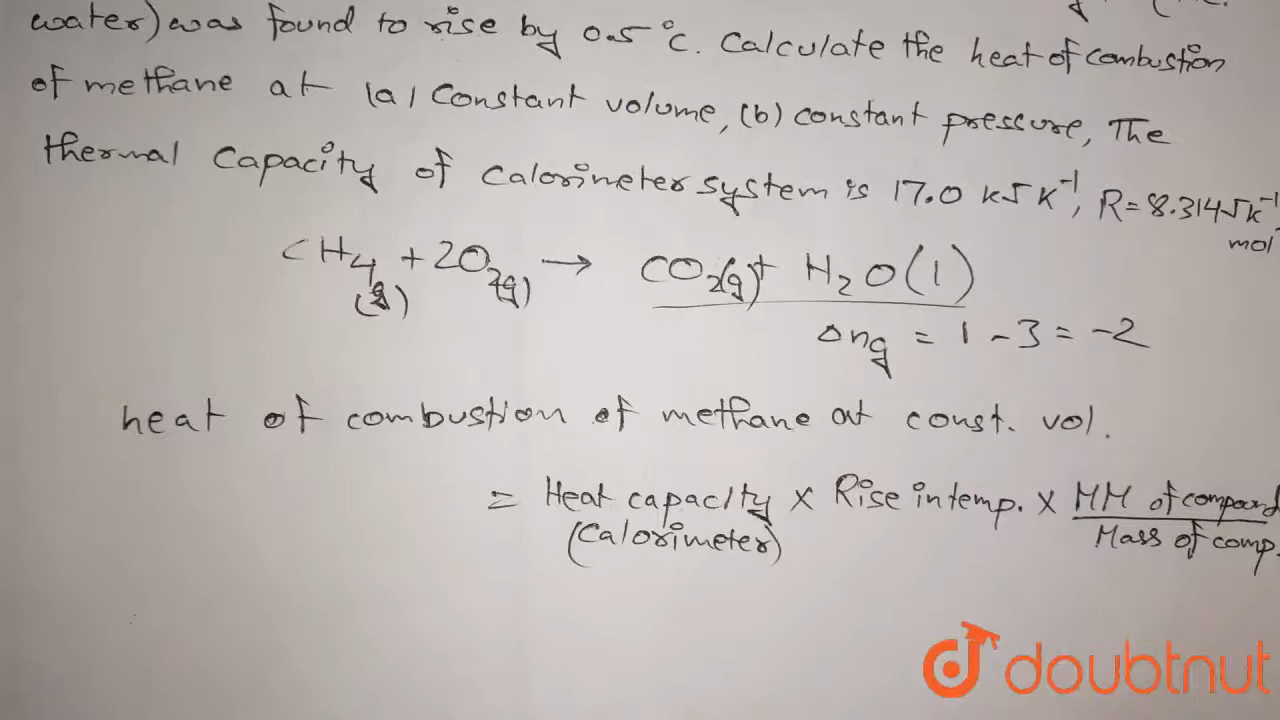 water) was found to rise by 0.5 °C. Calculate the heat of combustion
of methane at (a) Constant volume, (b) constant pressure, The
thermal Capacity of Calorimeter system is 17.0 kJ K⁻¹, R = 8.314 J K⁻¹
mol⁻
CH₄(g) + 2O₂(g) → CO₂(g) + H₂O(l)
Δng = 1 - 3 = -2
heat of combustion of methane at const. vol.
= Heat capacity × Rise in temp. × MM of compound
(Calorimeter) Mass of comp.
doubtnut